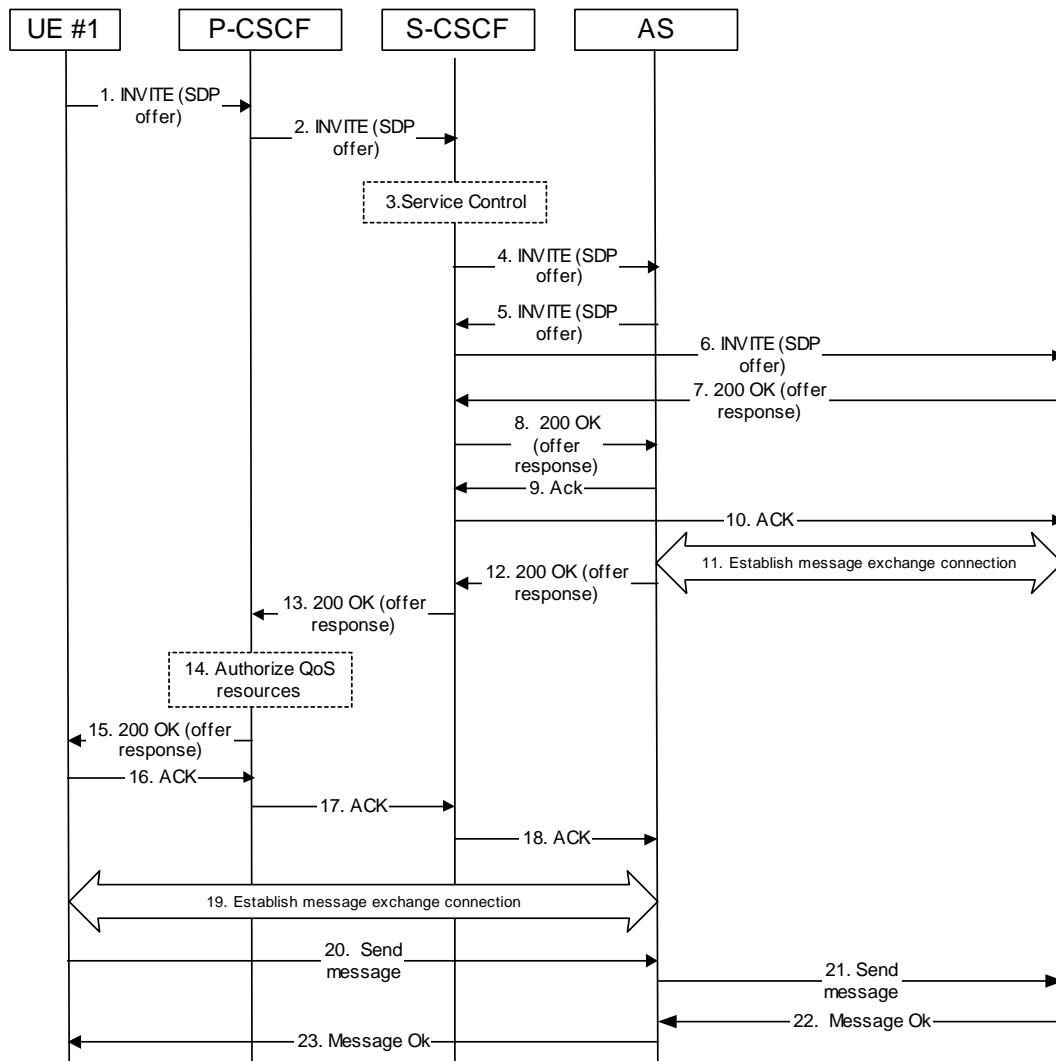 UE #1
P-CSCF
S-CSCF
AS
1. INVITE (SDP
offer)
2. INVITE (SDP
offer)
3.Service Control
4. INVITE (SDP
offer)
5. INVITE (SDP
offer)
6. INVITE (SDP
offer)
7. 200 OK (offer
response)
8. 200 OK
(offer
response)
9. Ack
10. ACK
11. Establish message exchange connection
12. 200 OK (offer
response)
13. 200 OK (offer
response)
14. Authorize QoS
resources
15. 200 OK (offer
response)
16. ACK
17. ACK
18. ACK
19. Establish message exchange connection
20. Send
message
21. Send
message
22. Message Ok
23. Message Ok